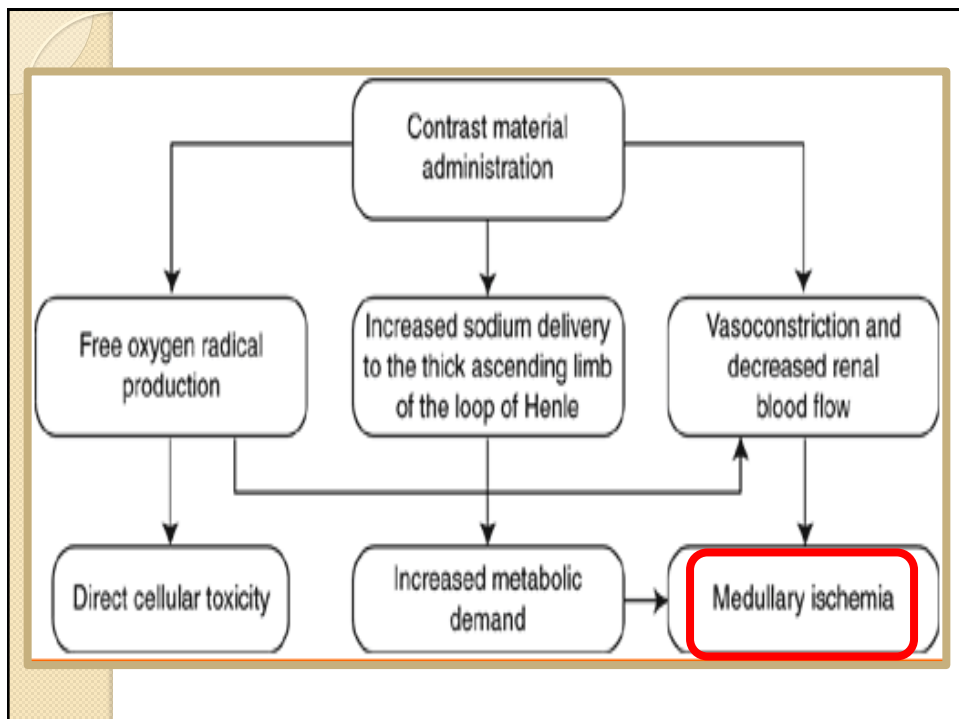 Contrast material
administration
Free oxygen radical
production
Increased sodium delivery
to the thick ascending limb
of the loop of Henle
Vasoconstriction and
decreased renal
blood flow
Direct cellular toxicity
Increased metabolic
demand
Medullary ischemia